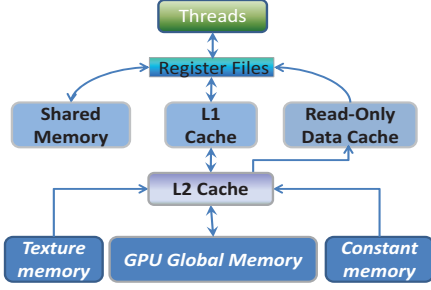 Threads
Register Files
Shared
Memory
L1
Cache
Read-Only
Data Cache
L2 Cache
Texture
memory
GPU Global Memory
Constant
memory